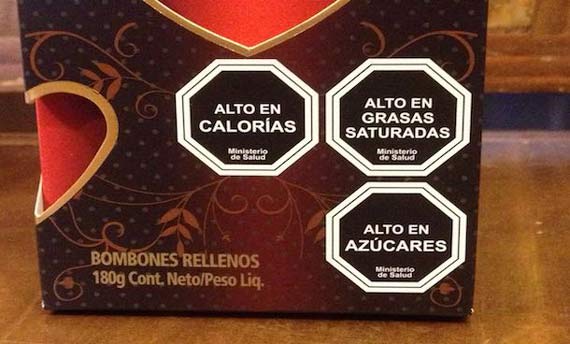 ALTO EN
CALORÍAS
Ministerio
de Salud
ALTO EN
GRASAS
SATURADAS
Ministerio
de Salud
ALTO EN
AZÚCARES
Ministerio
de Salud
BOMBONES RELLENOS
180g Cont. Neto/Peso Liq.